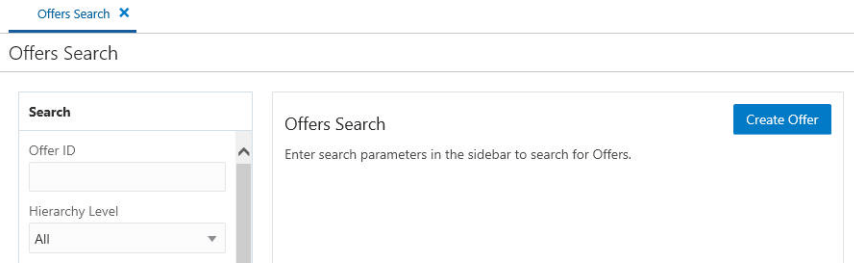 Offers Search
Offers Search
Search
Offer ID
Hierarchy Level
All
Offers Search
Create Offer
Enter search parameters in the sidebar to search for Offers.